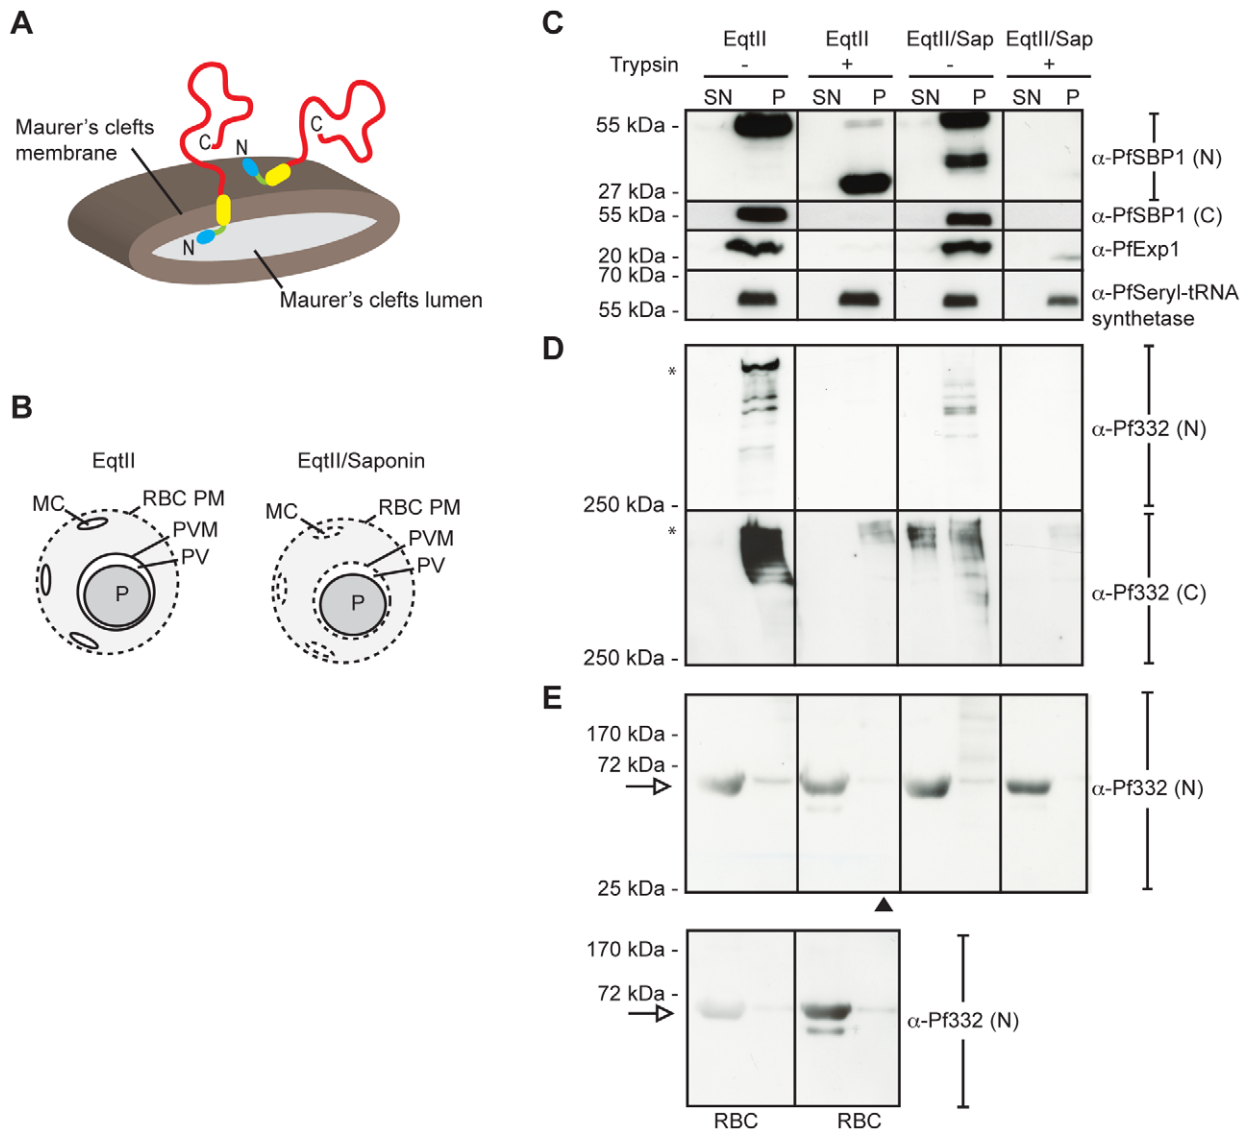 A
Maurer's clefts
membrane
C
C
N
N
Maurer's clefts lumen
B
EqtII
EqtII/Saponin
MC
RBC PM
PVM
PV
P
MC
RBC PM
PVM
PV
P
C
EqtII
EqtII
EqtII/Sap
EqtII/Sap
Trypsin
-
+
-
+
SN P SN P SN P SN P
55 kDa -
27 kDa -
α-PfSBP1 (N)
55 kDa -
α-PfSBP1 (C)
20 kDa -
α-PfExp1
70 kDa -
55 kDa -
α-PfSeryl-tRNA
synthetase
D
*
α-Pf332 (N)
250 kDa -
*
α-Pf332 (C)
250 kDa -
E
170 kDa -
72 kDa -
α-Pf332 (N)
25 kDa -
170 kDa -
72 kDa -
α-Pf332 (N)
RBC RBC